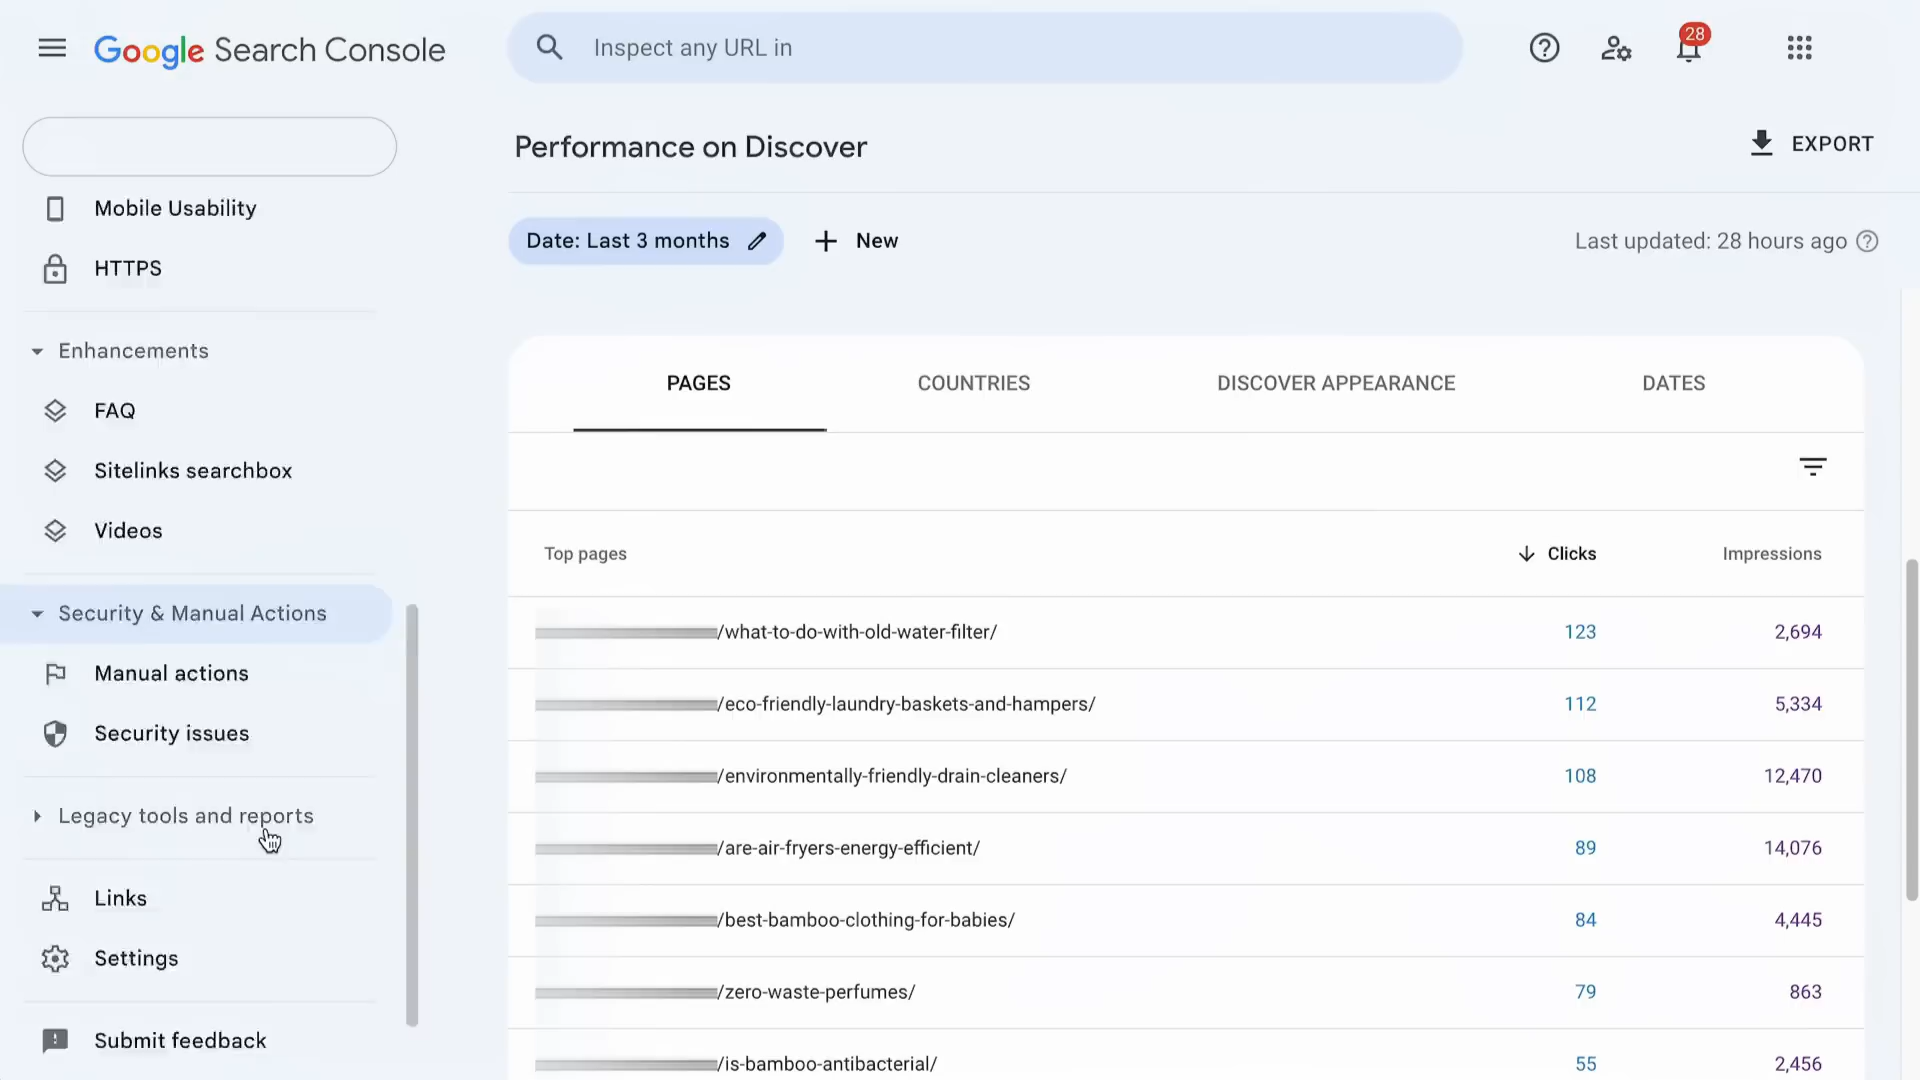 Google Search Console
Inspect any URL in
28
Mobile Usability
HTTPS
Enhancements
FAQ
Sitelinks searchbox
Videos
Security & Manual Actions
Manual actions
Security issues
Legacy tools and reports
Links
Settings
Submit feedback
Performance on Discover
EXPORT
Date: Last 3 months
New
Last updated: 28 hours ago
PAGES COUNTRIES DISCOVER APPEARANCE DATES
Top pages Clicks Impressions
/what-to-do-with-old-water-filter/ 123 2,694
/eco-friendly-laundry-baskets-and-hampers/ 112 5,334
/environmentally-friendly-drain-cleaners/ 108 12,470
/are-air-fryers-energy-efficient/ 89 14,076
/best-bamboo-clothing-for-babies/ 84 4,445
/zero-waste-perfumes/ 79 863
/is-bamboo-antibacterial/ 55 2,456